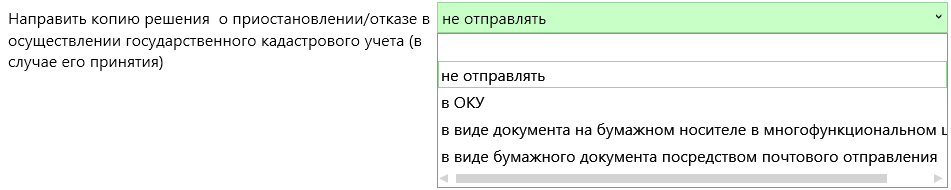 Направить копию решения о приостановлении/отказе в
осуществлении государственного кадастрового учета (в
случае его принятия)
не отправлять
не отправлять
в ОКУ
в виде документа на бумажном носителе в многофункциональном
в виде бумажного документа посредством почтового отправления